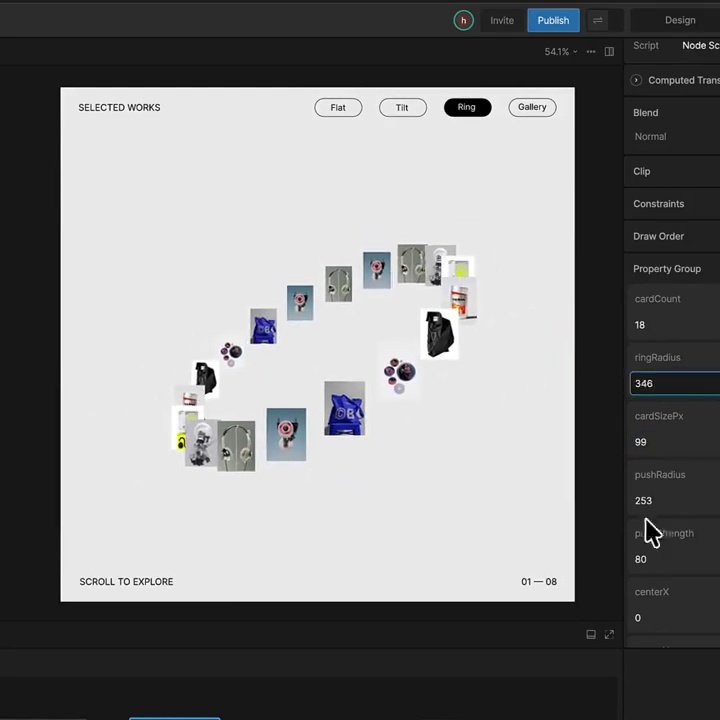 h
Invite
Publish
Design
54.1%
Script
Node Sc
Computed Trans
Blend
Normal
Clip
Constraints
Draw Order
Property Group
cardCount
18
ringRadius
346
cardSizePx
99
pushRadius
253
80
centerX
0
SELECTED WORKS
Flat
Tilt
Ring
Gallery
©B
SCROLL TO EXPLORE
01 — 08